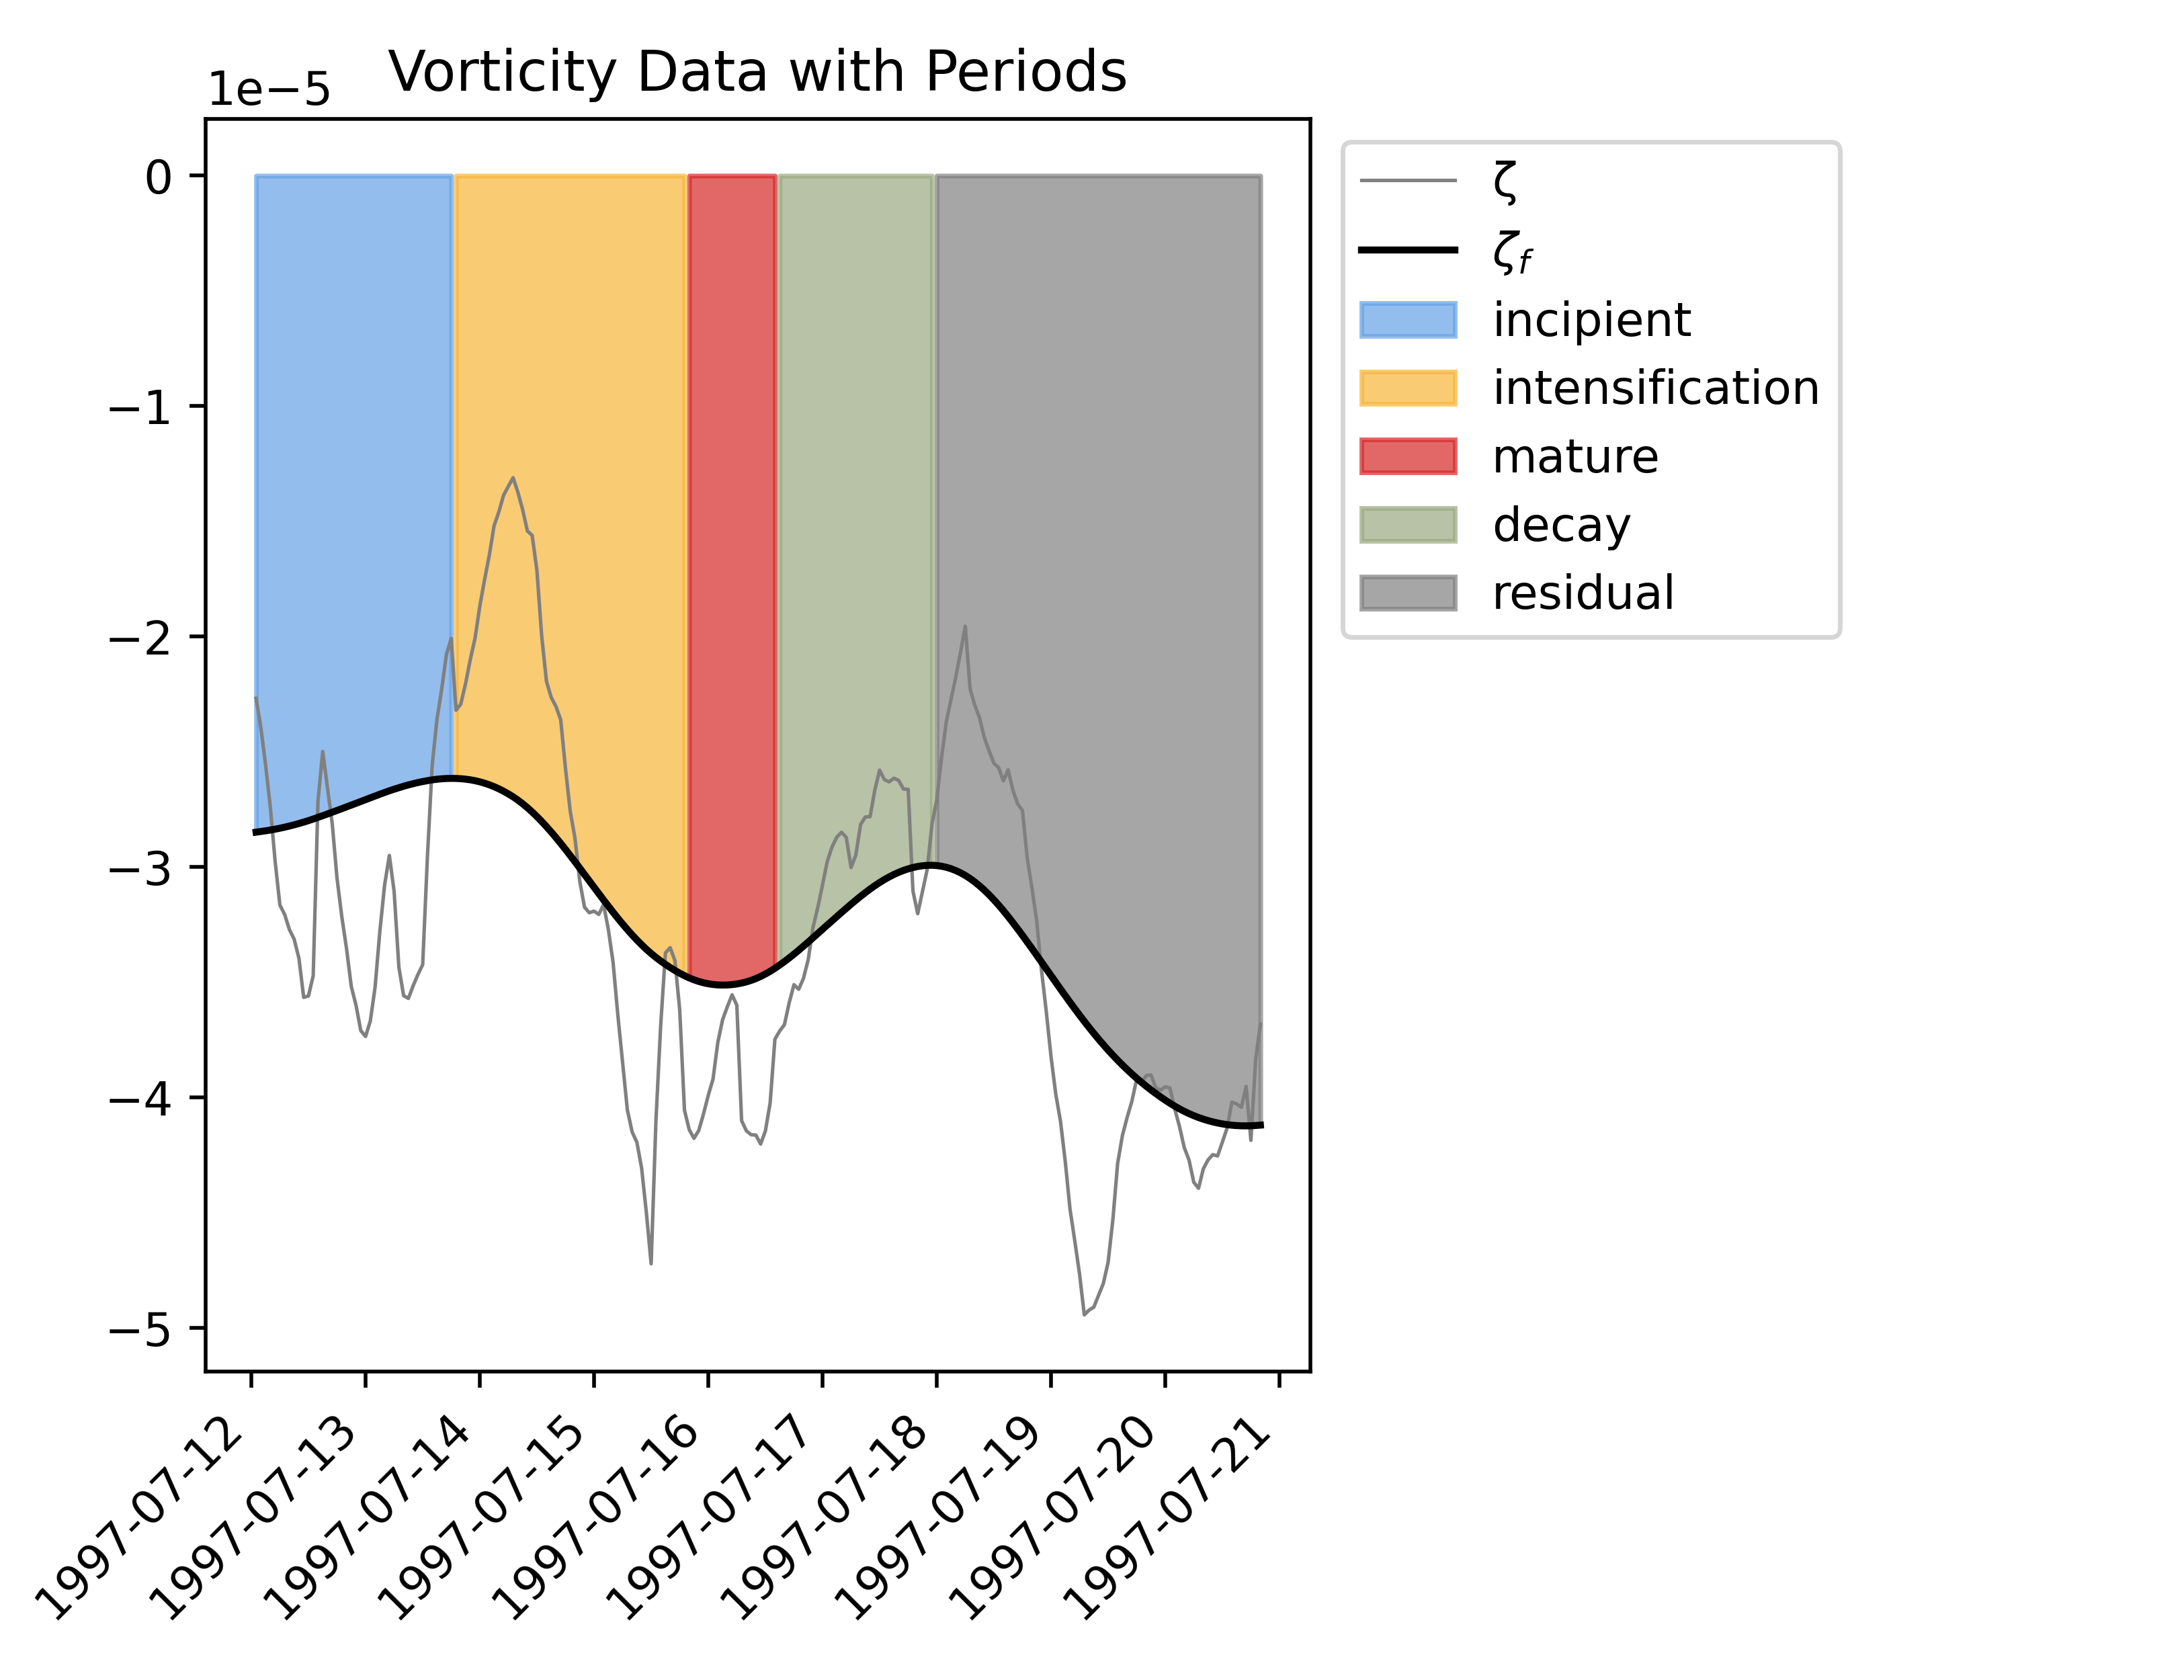 Vorticity Data with Periods
1e−5
0
−1
−2
−3
−4
−5
1997-07-12
1997-07-13
1997-07-14
1997-07-15
1997-07-16
1997-07-17
1997-07-18
1997-07-19
1997-07-20
1997-07-21
ζ
ζf
incipient
intensification
mature
decay
residual